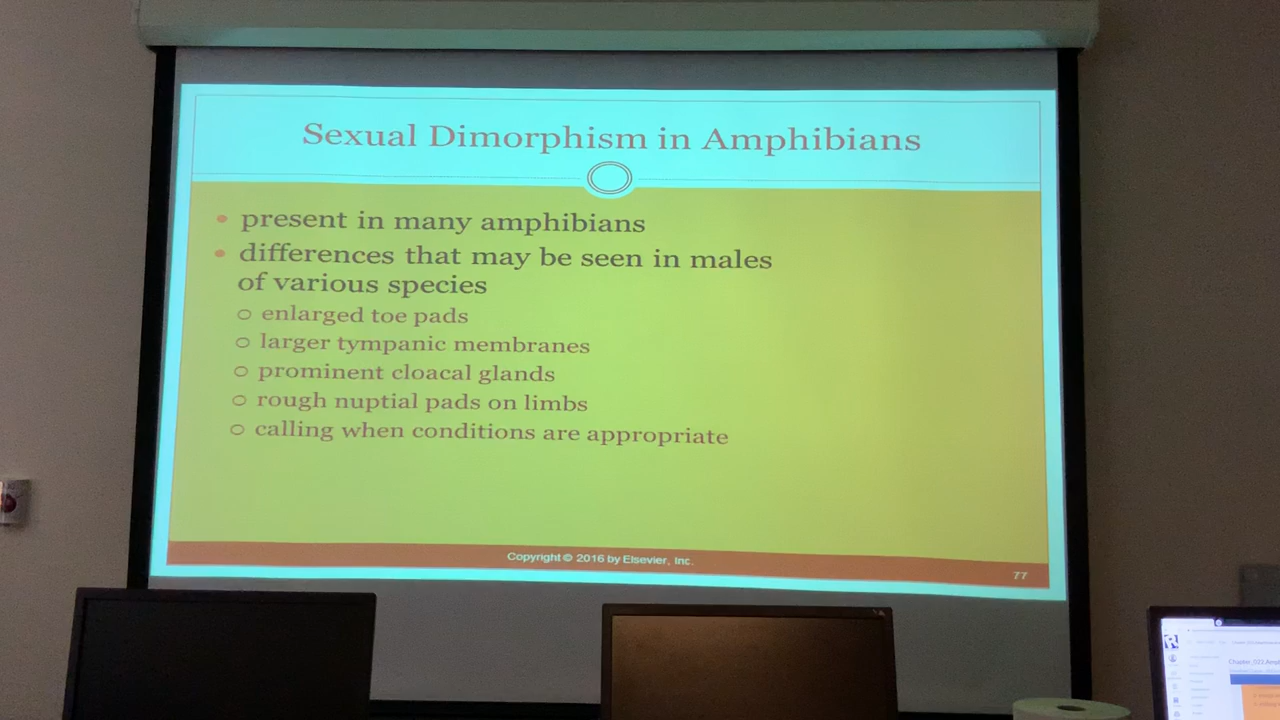 Sexual Dimorphism in Amphibians
• present in many amphibians
• differences that may be seen in males
of various species
o enlarged toe pads
o larger tympanic membranes
o prominent cloacal glands
o rough nuptial pads on limbs
o calling when conditions are appropriate
Copyright © 2016 by Elsevier, Inc.
77